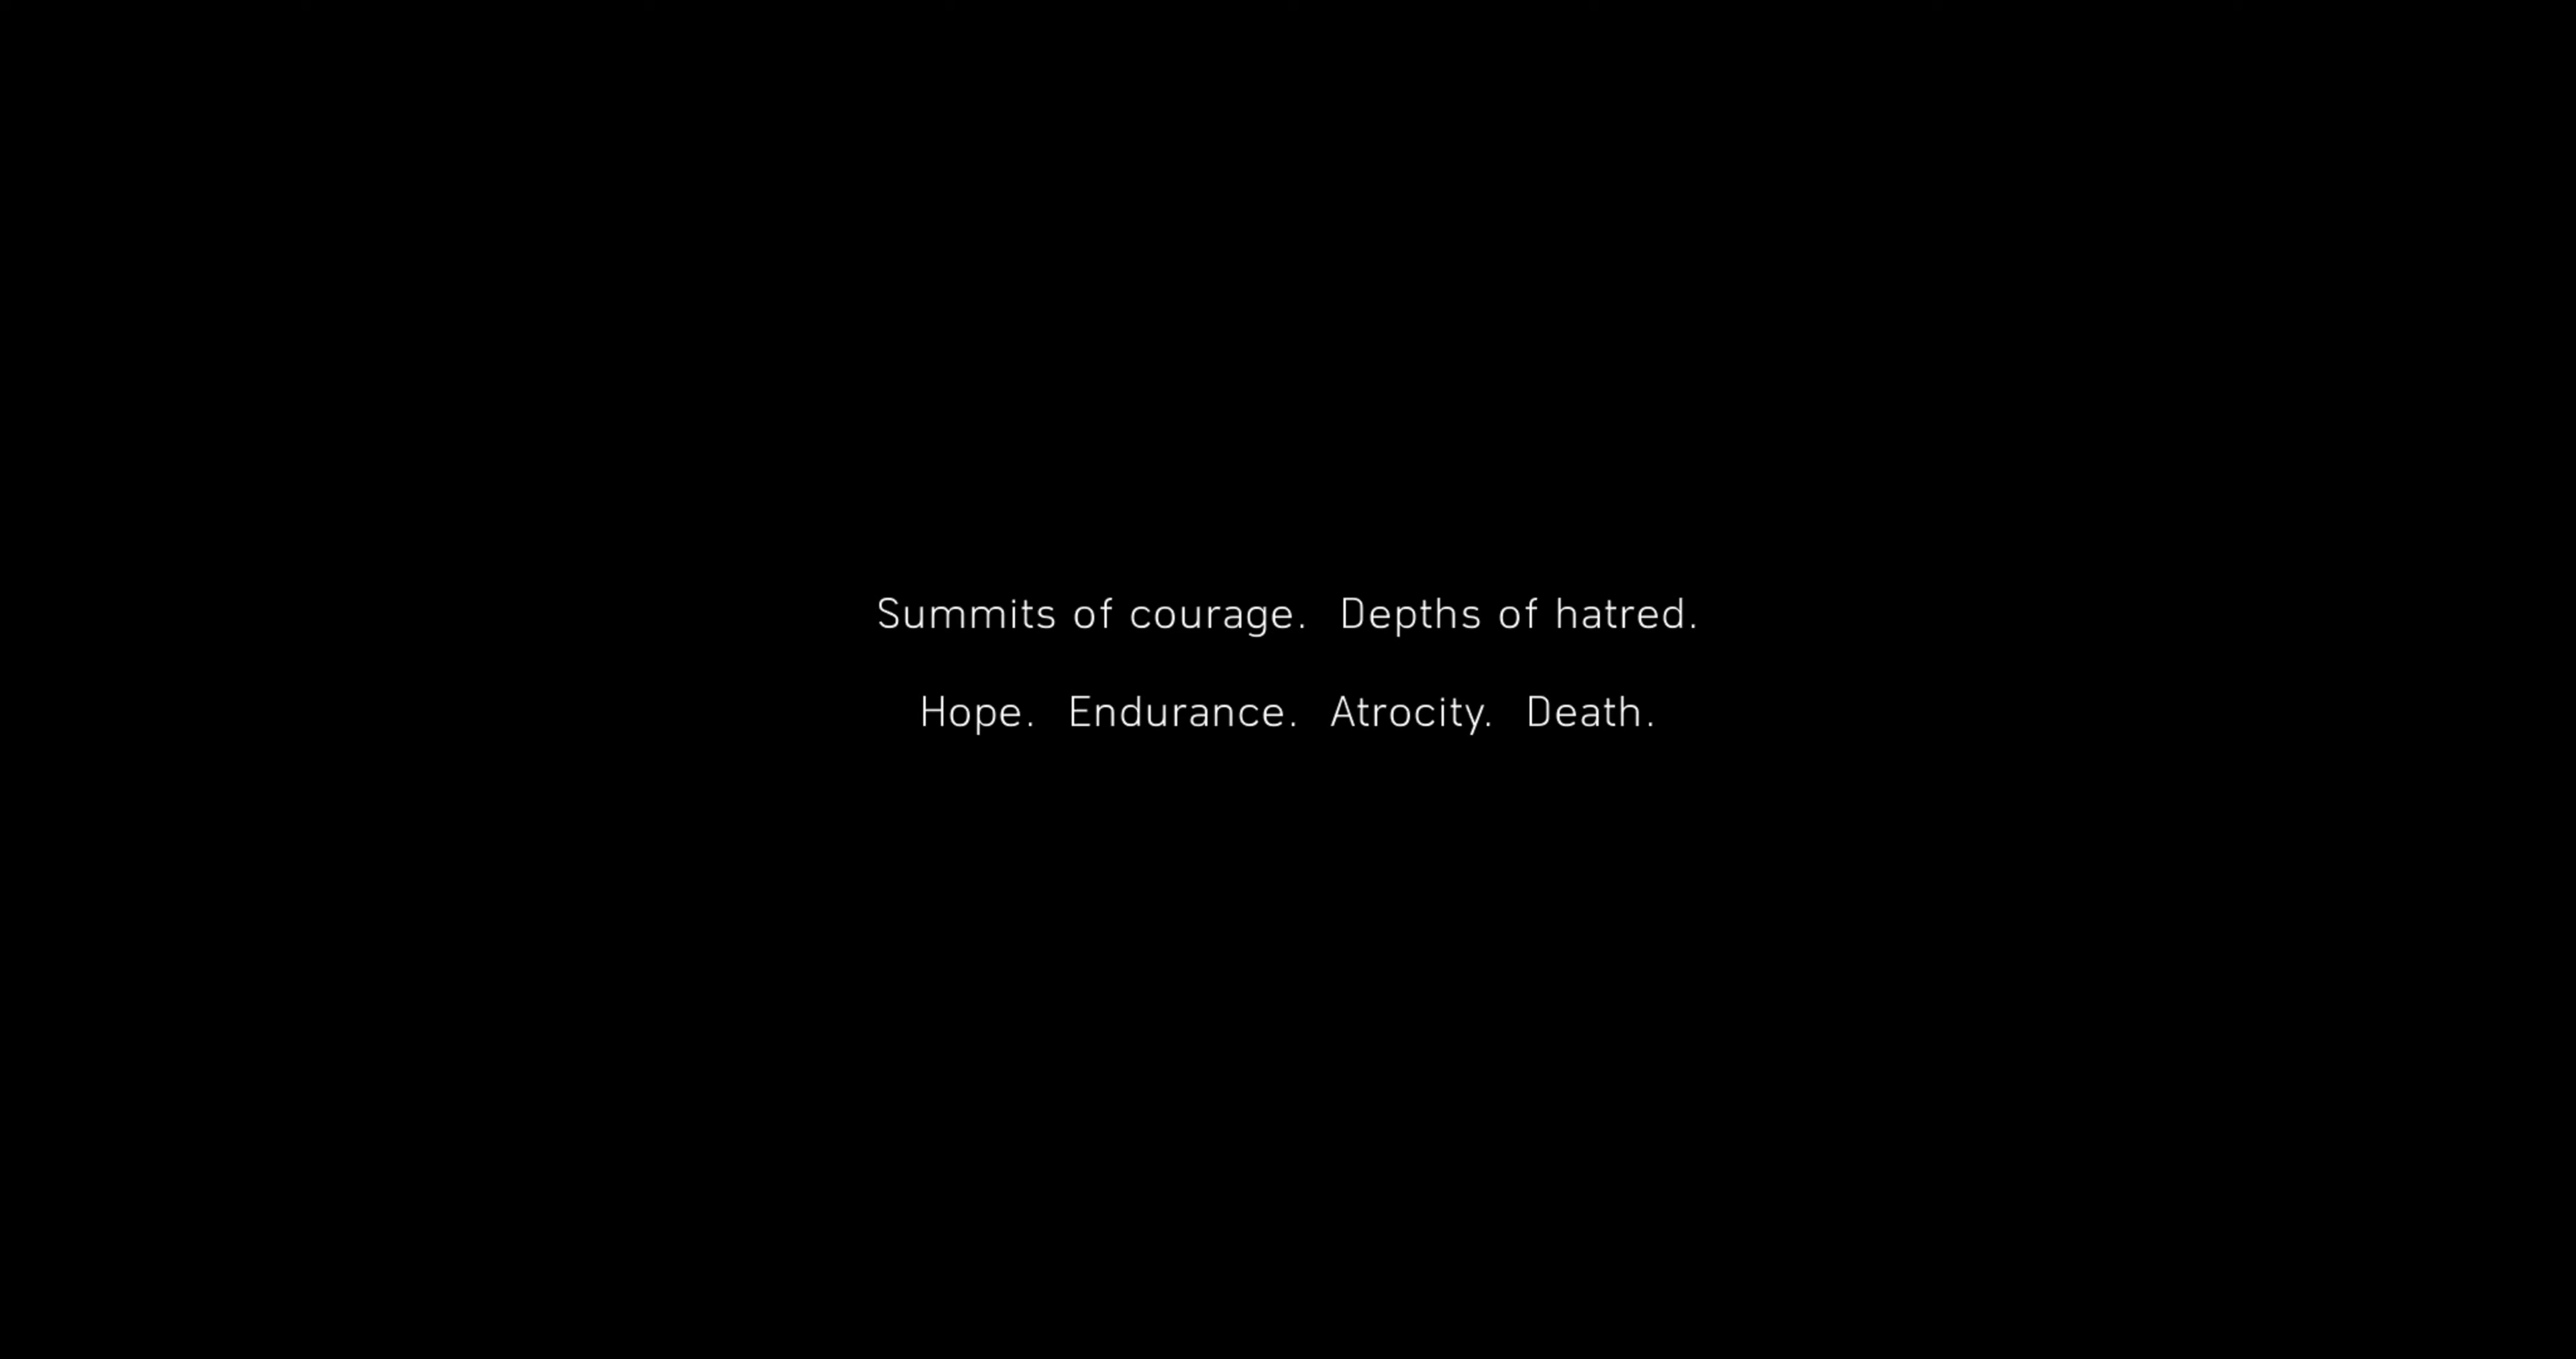 Summits of courage.  Depths of hatred.
Hope.  Endurance.  Atrocity.  Death.